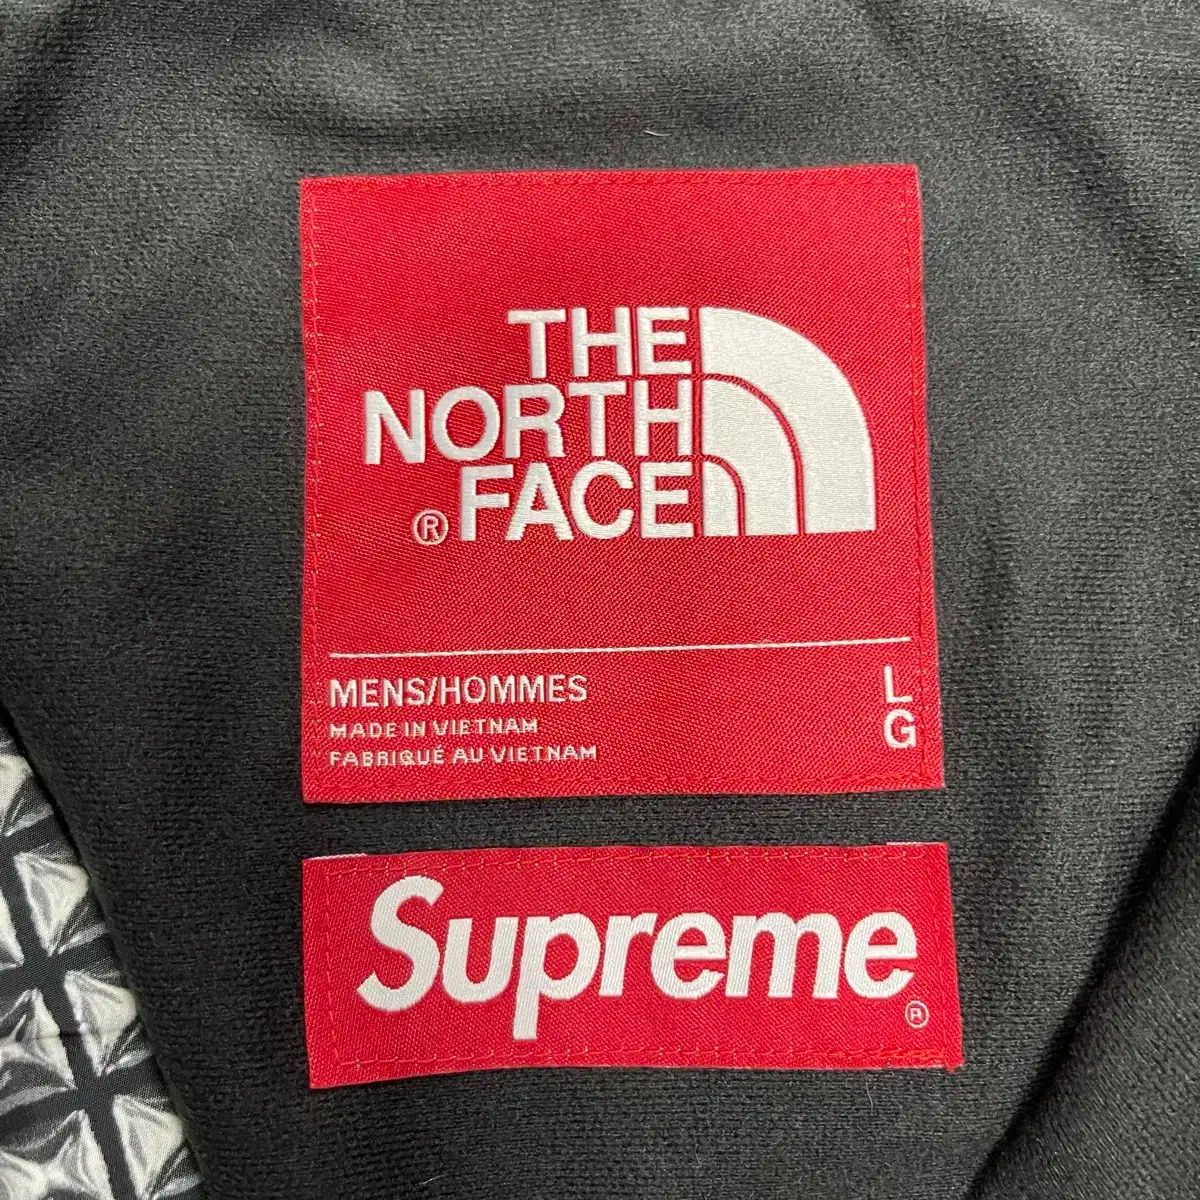 THE
NORTH
FACE
®
MENS/HOMMES
L
G
MADE IN VIETNAM
FABRIQUÉ AU VIETNAM
Supreme
®